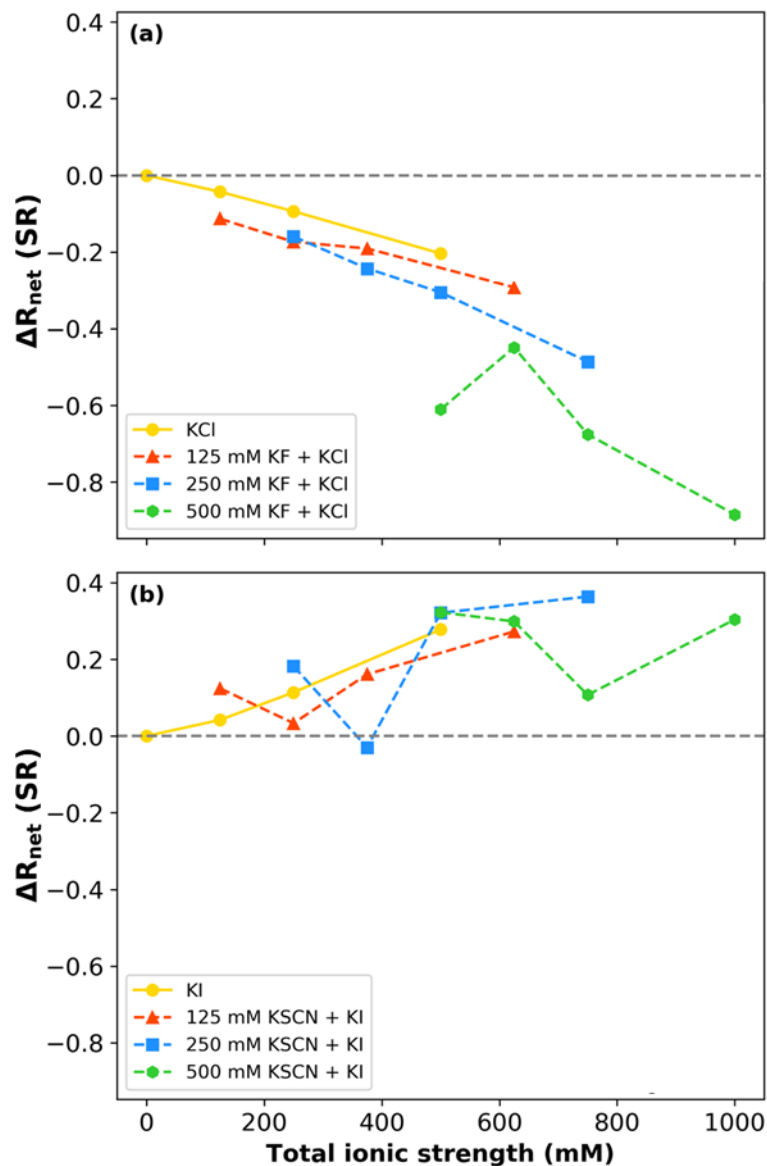 (a)
0.4
0.2
0.0
−0.2
−0.4
−0.6
−0.8
ΔRnet (SR)
KCl
125 mM KF + KCl
250 mM KF + KCl
500 mM KF + KCl
(b)
0.4
0.2
0.0
−0.2
−0.4
−0.6
−0.8
ΔRnet (SR)
KI
125 mM KSCN + KI
250 mM KSCN + KI
500 mM KSCN + KI
0 200 400 600 800 1000
Total ionic strength (mM)